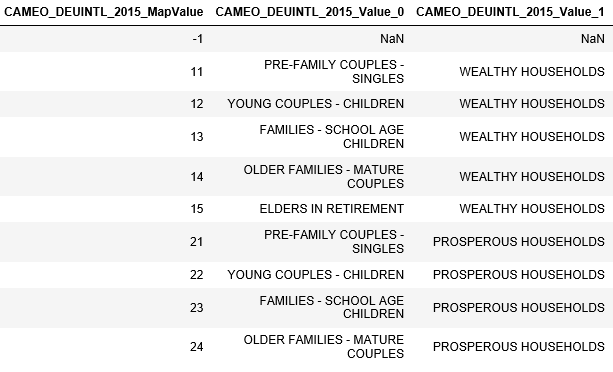 CAMEO_DEUINTL_2015_MapValue CAMEO_DEUINTL_2015_Value_0 CAMEO_DEUINTL_2015_Value_1
-1 NaN NaN
11 PRE-FAMILY COUPLES - SINGLES WEALTHY HOUSEHOLDS
12 YOUNG COUPLES - CHILDREN WEALTHY HOUSEHOLDS
13 FAMILIES - SCHOOL AGE CHILDREN WEALTHY HOUSEHOLDS
14 OLDER FAMILIES - MATURE COUPLES WEALTHY HOUSEHOLDS
15 ELDERS IN RETIREMENT WEALTHY HOUSEHOLDS
21 PRE-FAMILY COUPLES - SINGLES PROSPEROUS HOUSEHOLDS
22 YOUNG COUPLES - CHILDREN PROSPEROUS HOUSEHOLDS
23 FAMILIES - SCHOOL AGE CHILDREN PROSPEROUS HOUSEHOLDS
24 OLDER FAMILIES - MATURE COUPLES PROSPEROUS HOUSEHOLDS